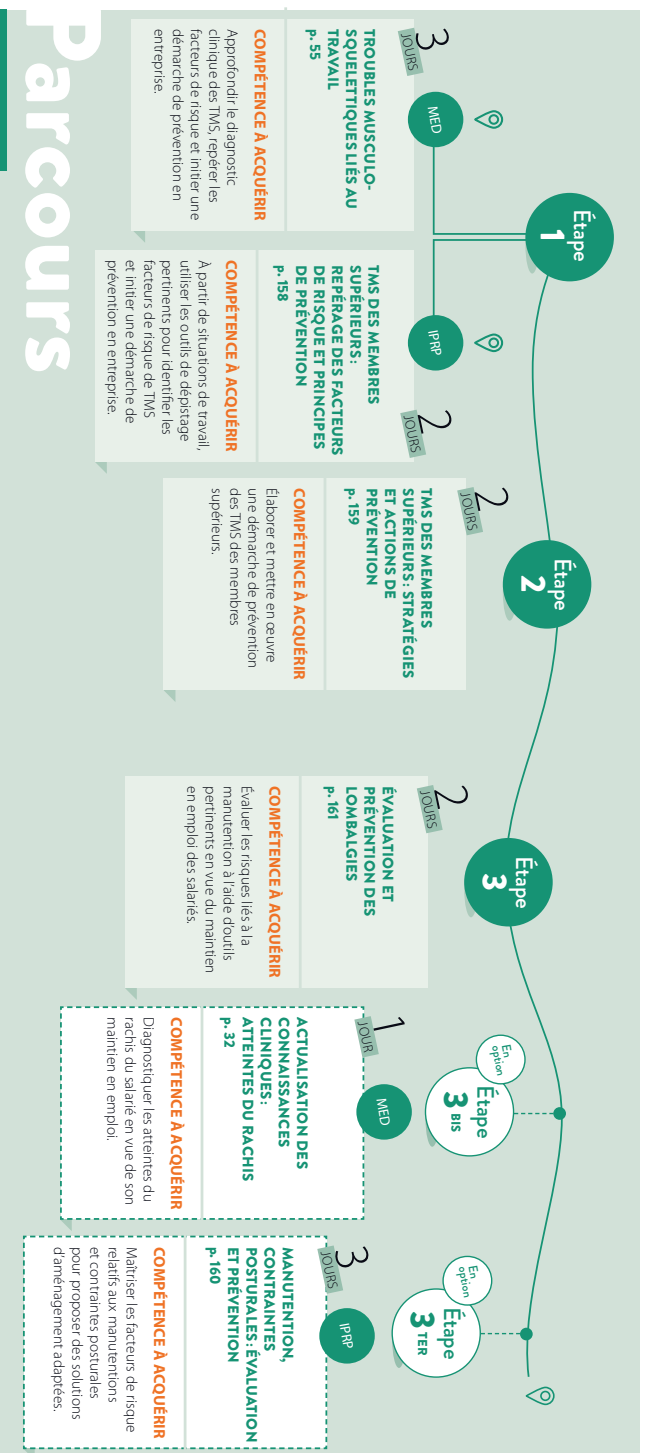 Parcours
Étape
1
MED
3
JOURS
TROUBLES MUSCULO-
SQUELETTIQUES LIÉS AU
TRAVAIL
p. 55
COMPÉTENCE À ACQUÉRIR
Approfondir le diagnostic
clinique des TMS, repérer les
facteurs de risque et initier une
démarche de prévention en
entreprise.
IPRP
2
JOURS
TMS DES MEMBRES
SUPÉRIEURS :
REPÉRAGE DES FACTEURS
DE RISQUE ET PRINCIPES
DE PRÉVENTION
p. 158
COMPÉTENCE À ACQUÉRIR
À partir de situations de travail,
utiliser les outils de dépistage
pertinents pour identifier les
facteurs de risque de TMS
et initier une démarche de
prévention en entreprise.
Étape
2
2
JOURS
TMS DES MEMBRES
SUPÉRIEURS : STRATÉGIES
ET ACTIONS DE
PRÉVENTION
p. 159
COMPÉTENCE À ACQUÉRIR
Élaborer et mettre en œuvre
une démarche de prévention
des TMS des membres
supérieurs.
Étape
3
2
JOURS
ÉVALUATION ET
PRÉVENTION DES
LOMBALGIES
p. 161
COMPÉTENCE À ACQUÉRIR
Évaluer les risques liés à la
manutention à l'aide d'outils
pertinents en vue du maintien
en emploi des salariés.
En
option
Étape
3 BIS
MED
1
JOUR
ACTUALISATION DES
CONNAISSANCES
CLINIQUES :
ATTEINTES DU RACHIS
p. 32
COMPÉTENCE À ACQUÉRIR
Diagnostiquer les atteintes du
rachis du salarié en vue de son
maintien en emploi.
En
option
Étape
3 TER
IPRP
3
JOURS
MANUTENTION,
CONTRAINTES
POSTURALES : ÉVALUATION
ET PRÉVENTION
p. 160
COMPÉTENCE À ACQUÉRIR
Maîtriser les facteurs de risque
relatifs aux manutentions
et contraintes posturales
pour proposer des solutions
d'aménagement adaptées.